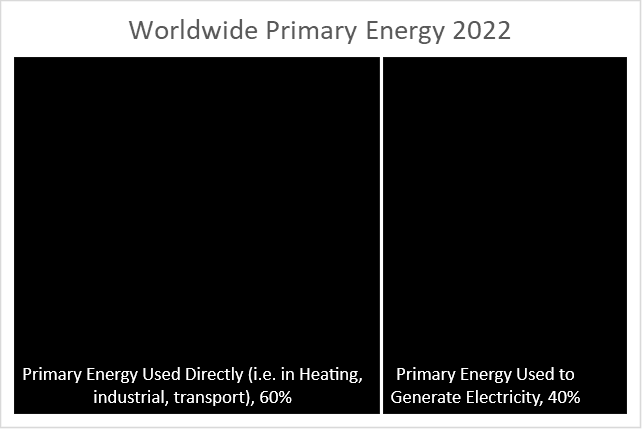 Worldwide Primary Energy 2022
Primary Energy Used Directly (i.e. in Heating,
industrial, transport), 60%
Primary Energy Used to
Generate Electricity, 40%